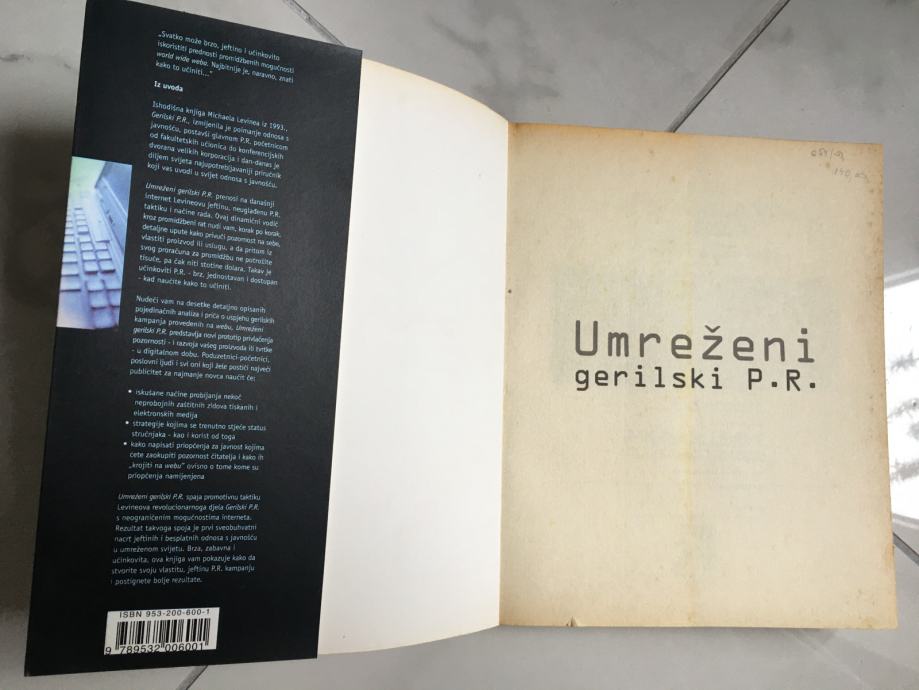 „Svatko može brzo, jeftino i učinkovito
iskoristiti prednosti promidžbenih mogućnosti
world wide weba. Najbitnije je, naravno, znati
kako to učiniti...“
Iz uvoda
Ishodišna knjiga Michaela Levinea iz 1993.,
Gerilski P.R., izmijenila je poimanje odnosa s
javnošću, postavši glavnom P.R. početnicom
od fakultetskih učionica do konferencijskih
dvorana velikih korporacija i dan-danas je
diljem svijeta najupotrebljavaniji priručnik
koji vas uvodi u svijet odnosa s javnošću.
Umreženi gerilski P.R. prenosi na današnji
internet Levineovu jeftinu, neuglađenu P.R.
taktiku i načine rada. Ovaj dinamični vodič
kroz promidžbeni rat nudi vam, korak po korak,
detaljne upute kako privući pozornost na sebe,
vlastiti proizvod ili uslugu, a da pritom iz
svog proračuna za promidžbu ne potrošite
tisuće, pa čak niti stotine dolara. Takav je
učinkoviti P.R. - brz, jednostavan i dostupan
- kad naučite kako to učiniti.
Nudeći vam na desetke detaljno opisanih
pojedinačnih analiza i priča o uspjehu gerilskih
kampanja provedenih na webu, Umreženi
gerilski P.R. predstavlja novi prototip privlačenja
pozornosti - i razvoja vašeg proizvoda ili tvrtke
- u digitalnom dobu. Poduzetnici-početnici,
poslovni ljudi i svi oni koji žele postići najveći
publicitet za najmanje novca naučit će:
• iskušane načine probijanja nekoć
neprobojnih zaštitnih zidova tiskanih i
elektronskih medija
• strategije kojima se trenutno stječe status
stručnjaka - kao i korist od toga
• kako napisati priopćenja za javnost kojima
ćete zaokupiti pozornost čitatelja i kako ih
„krojiti na webu“ ovisno o tome kome su
priopćenja namijenjena
Umreženi gerilski P.R. spaja promotivnu taktiku
Levineova revolucionarnoga djela Gerilski P.R.
s neograničenim mogućnostima interneta.
Rezultat takvoga spoja je prvi sveobuhvatni
nacrt jeftinih i besplatnih odnosa s javnošću
u umreženom svijetu. Brza, zabavna i
učinkovita, ova knjiga vam pokazuje kako da
stvorite svoju vlastitu, jeftinu P.R. kampanju
i postignete bolje rezultate.
ISBN 953-200-600-1
9 789532 006001
Umreženi
gerilski P.R.